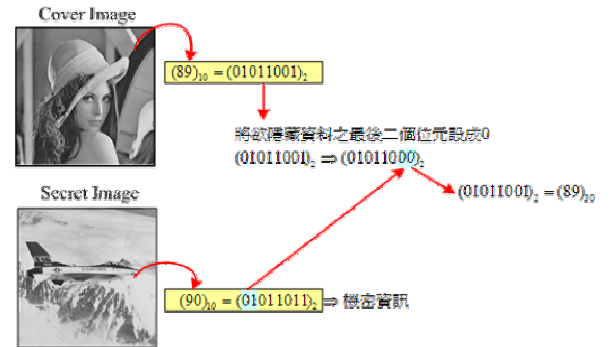 Cover Image
(89)₁₀ = (01011001)₂
將欲隱藏資料之最後二個位元設成0
(01011001)₂ ⇒ (01011000)₂
(01011001)₂ = (89)₁₀
Secret Image
(90)₁₀ = (01011011)₂ ⇒ 機密資訊